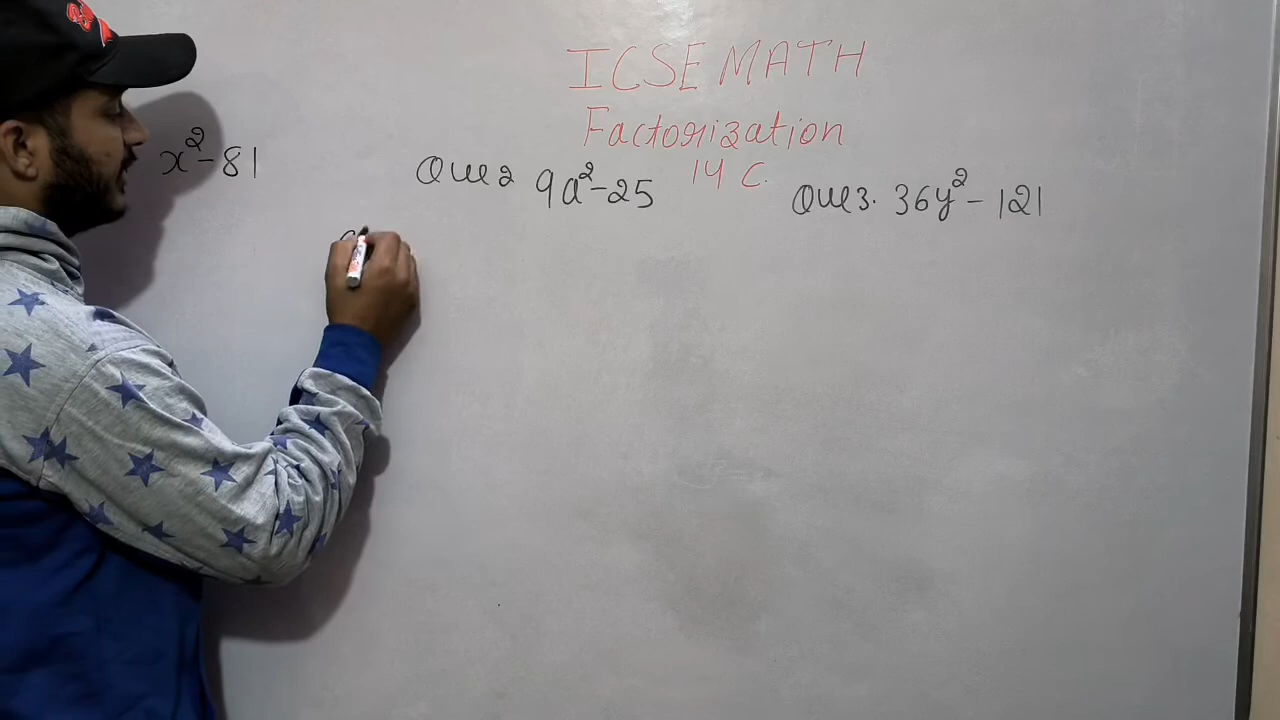 ICSE MATH
Factorization
14 C.
x²-81
Que2 9a²-25
Que3. 36y²- 121